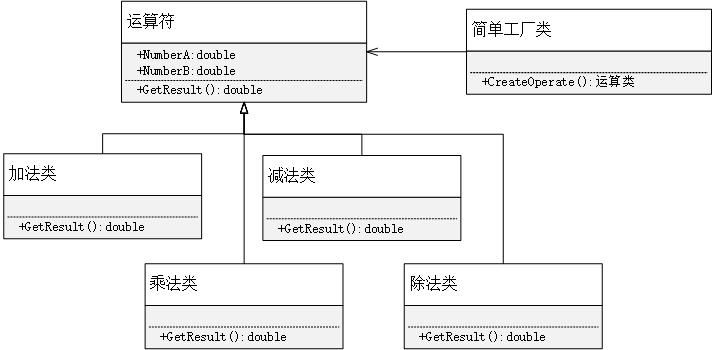 运算符
+NumberA:double
+NumberB:double
+GetResult():double
简单工厂类
+CreateOperate():运算类
加法类
+GetResult():double
减法类
+GetResult():double
乘法类
+GetResult():double
除法类
+GetResult():double